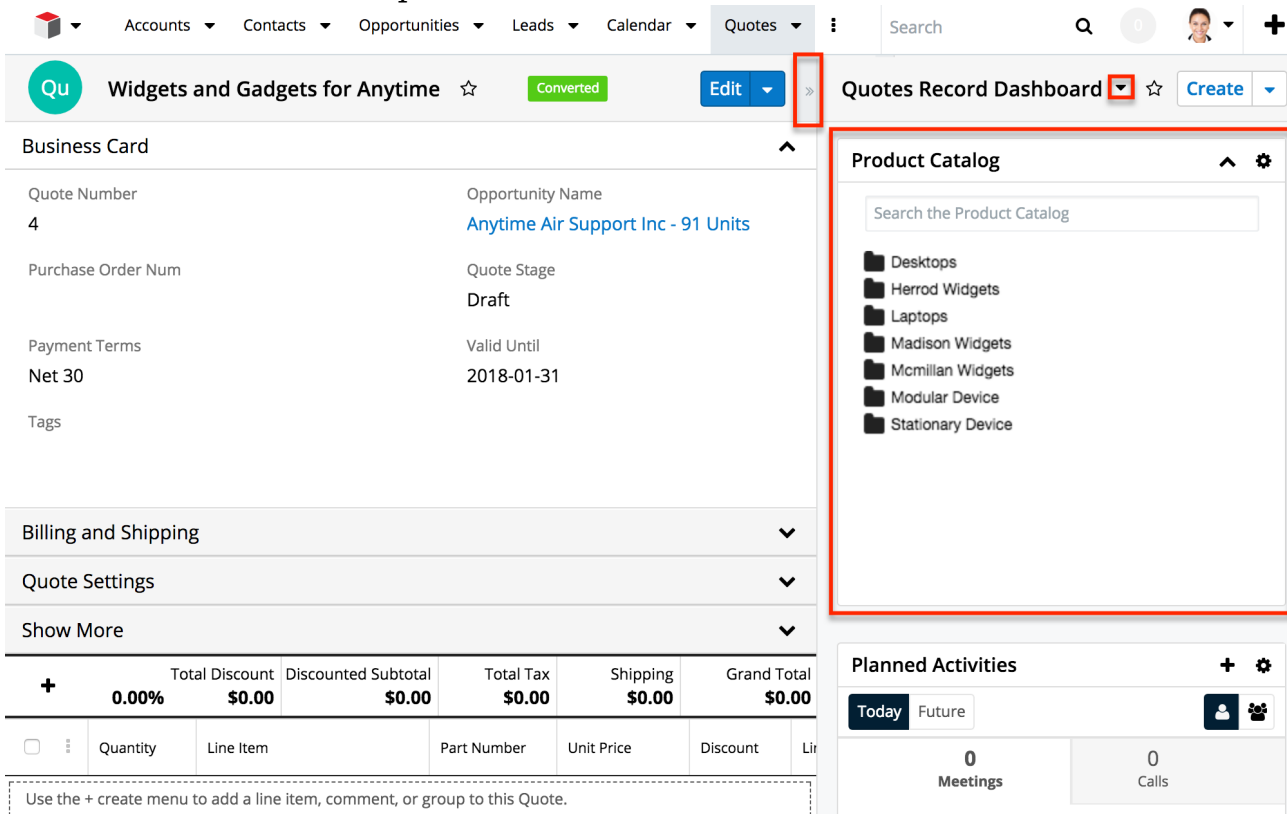 Accounts Contacts Opportunities Leads Calendar Quotes Search 0
Qu Widgets and Gadgets for Anytime Converted Edit » Quotes Record Dashboard Create
Business Card
Quote Number Opportunity Name
4 Anytime Air Support Inc - 91 Units
Purchase Order Num Quote Stage
Draft
Payment Terms Valid Until
Net 30 2018-01-31
Tags
Billing and Shipping
Quote Settings
Show More
Total Discount Discounted Subtotal Total Tax Shipping Grand Total
0.00% $0.00 $0.00 $0.00 $0.00 $0.00
Quantity Line Item Part Number Unit Price Discount
Use the + create menu to add a line item, comment, or group to this Quote.
Product Catalog
Search the Product Catalog
Desktops
Herrod Widgets
Laptops
Madison Widgets
Mcmillan Widgets
Modular Device
Stationary Device
Planned Activities
Today Future
0 0
Meetings Calls